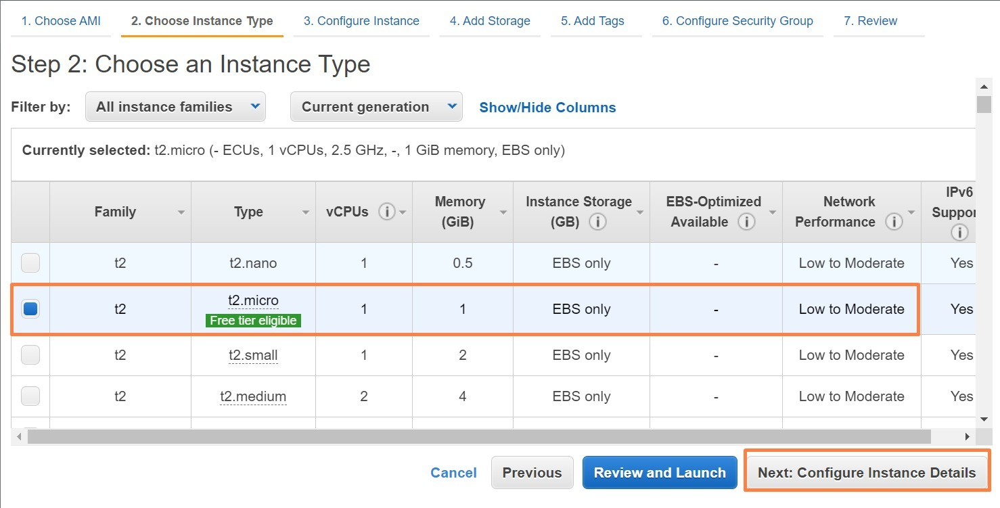 1. Choose AMI 2. Choose Instance Type 3. Configure Instance 4. Add Storage 5. Add Tags 6. Configure Security Group 7. Review
Step 2: Choose an Instance Type
Filter by: All instance families Current generation Show/Hide Columns
Currently selected: t2.micro (- ECUs, 1 vCPUs, 2.5 GHz, -, 1 GiB memory, EBS only)
Family Type vCPUs i Memory (GiB) Instance Storage (GB) i EBS-Optimized Available i Network Performance i IPv6 Suppor i
t2 t2.nano 1 0.5 EBS only - Low to Moderate Yes
t2 t2.micro 1 1 EBS only - Low to Moderate Yes
Free tier eligible
t2 t2.small 1 2 EBS only - Low to Moderate Yes
t2 t2.medium 2 4 EBS only - Low to Moderate Yes
Cancel Previous Review and Launch Next: Configure Instance Details